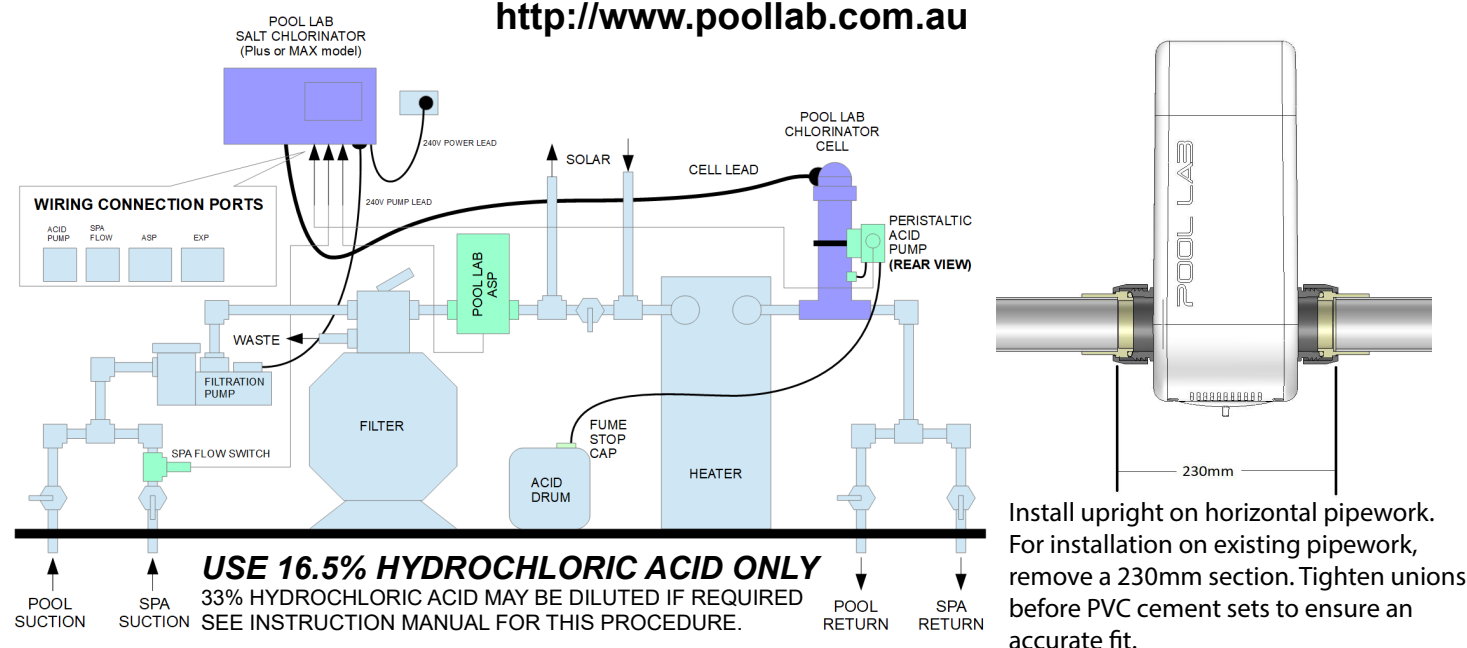 http://www.poollab.com.au
POOL LAB
SALT CHLORINATOR
(Plus or MAX model)
240V POWER LEAD
POOL LAB
CHLORINATOR
CELL
SOLAR
CELL LEAD
WIRING CONNECTION PORTS
ACID
PUMP
SPA
FLOW
ASP
EXP
240V PUMP LEAD
PERISTALTIC
ACID
PUMP
(REAR VIEW)
POOL LAB
ASP
WASTE
FILTRATION
PUMP
FILTER
SPA FLOW SWITCH
FUME
STOP
CAP
ACID
DRUM
HEATER
POOL
SUCTION
SPA
SUCTION
USE 16.5% HYDROCHLORIC ACID ONLY
33% HYDROCHLORIC ACID MAY BE DILUTED IF REQUIRED
SEE INSTRUCTION MANUAL FOR THIS PROCEDURE.
POOL
RETURN
SPA
RETURN
POOL LAB
230mm
Install upright on horizontal pipework.
For installation on existing pipework,
remove a 230mm section. Tighten unions
before PVC cement sets to ensure an
accurate fit.